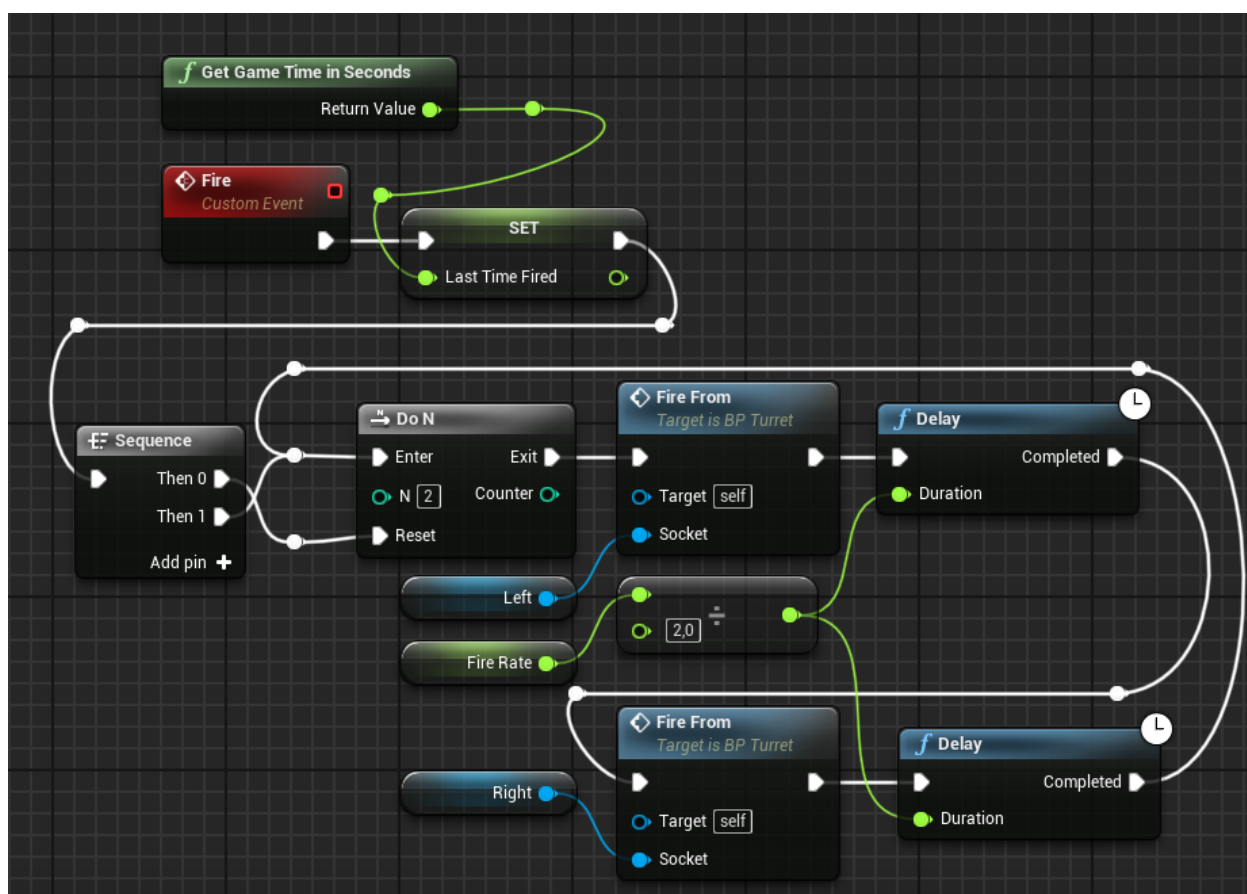 Get Game Time in Seconds
Return Value
Fire
Custom Event
SET
Last Time Fired
Sequence
Then 0
Then 1
Add pin
Do N
Enter
Exit
N 2
Counter
Reset
Fire From
Target is BP Turret
Target self
Socket
Delay
Completed
Duration
Left
Fire Rate
2,0
÷
Fire From
Target is BP Turret
Right
Target self
Socket
Delay
Completed
Duration